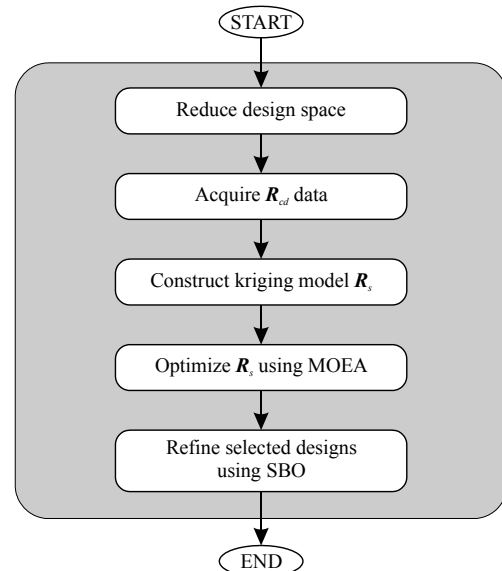 START
Reduce design space
Acquire R_cd data
Construct kriging model R_s
Optimize R_s using MOEA
Refine selected designs
using SBO
END